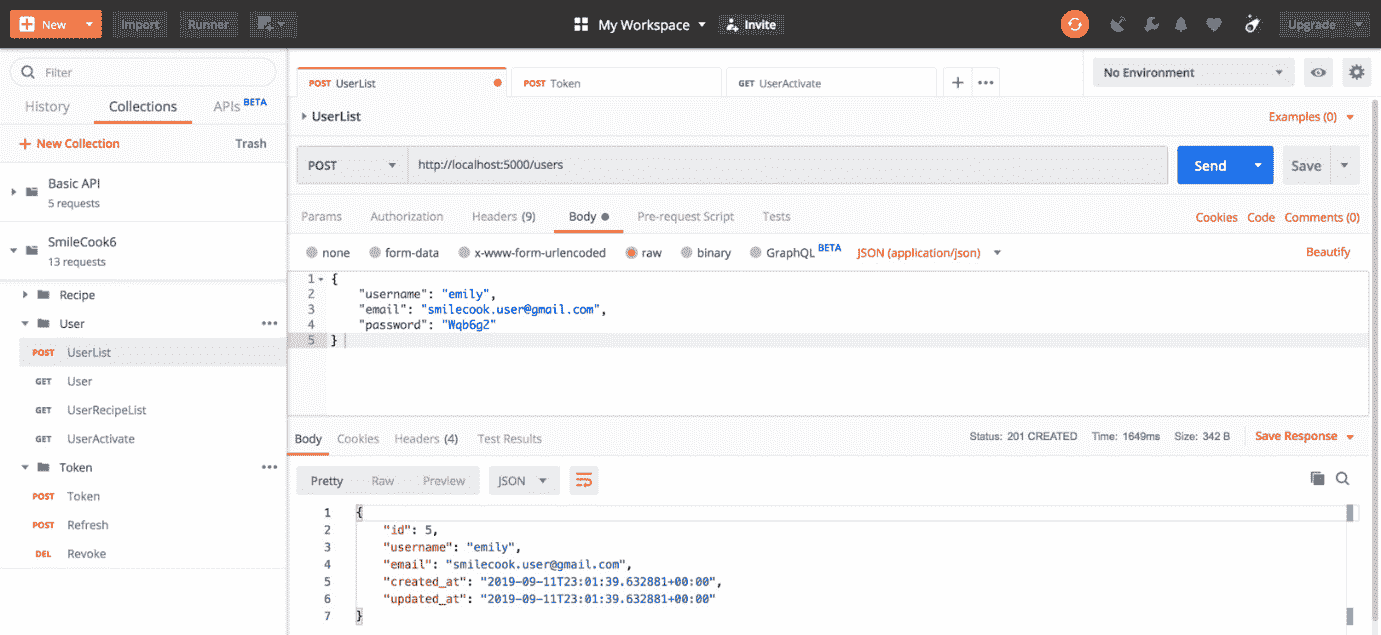 New Import Runner My Workspace Invite Upgrade
Filter
History Collections APIs BETA
New Collection Trash
Basic API
5 requests
SmileCook6
13 requests
Recipe
User
POST UserList
GET User
GET UserRecipeList
GET UserActivate
Token
POST Token
POST Refresh
DEL Revoke
POST UserList POST Token GET UserActivate No Environment
UserList Examples (0)
POST http://localhost:5000/users Send Save
Params Authorization Headers (9) Body Pre-request Script Tests Cookies Code Comments (0)
none form-data x-www-form-urlencoded raw binary GraphQL BETA JSON (application/json) Beautify
1 {
2 "username": "emily",
3 "email": "smilecook.user@gmail.com",
4 "password": "Wqb6g2"
5 }
Body Cookies Headers (4) Test Results Status: 201 CREATED Time: 1649ms Size: 342 B Save Response
Pretty Raw Preview JSON
1 {
2 "id": 5,
3 "username": "emily",
4 "email": "smilecook.user@gmail.com",
5 "created_at": "2019-09-11T23:01:39.632881+00:00",
6 "updated_at": "2019-09-11T23:01:39.632881+00:00"
7 }